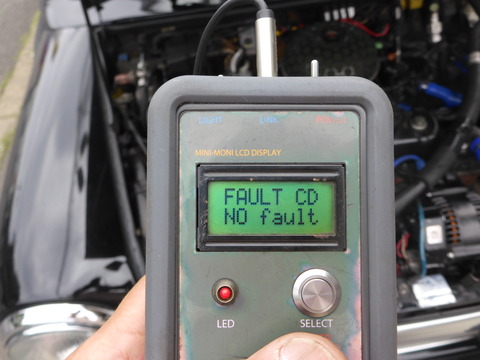 LIGHT LINK
MINI-MONI LCD DISPLAY
FAULT CD
NO fault
LED SELECT